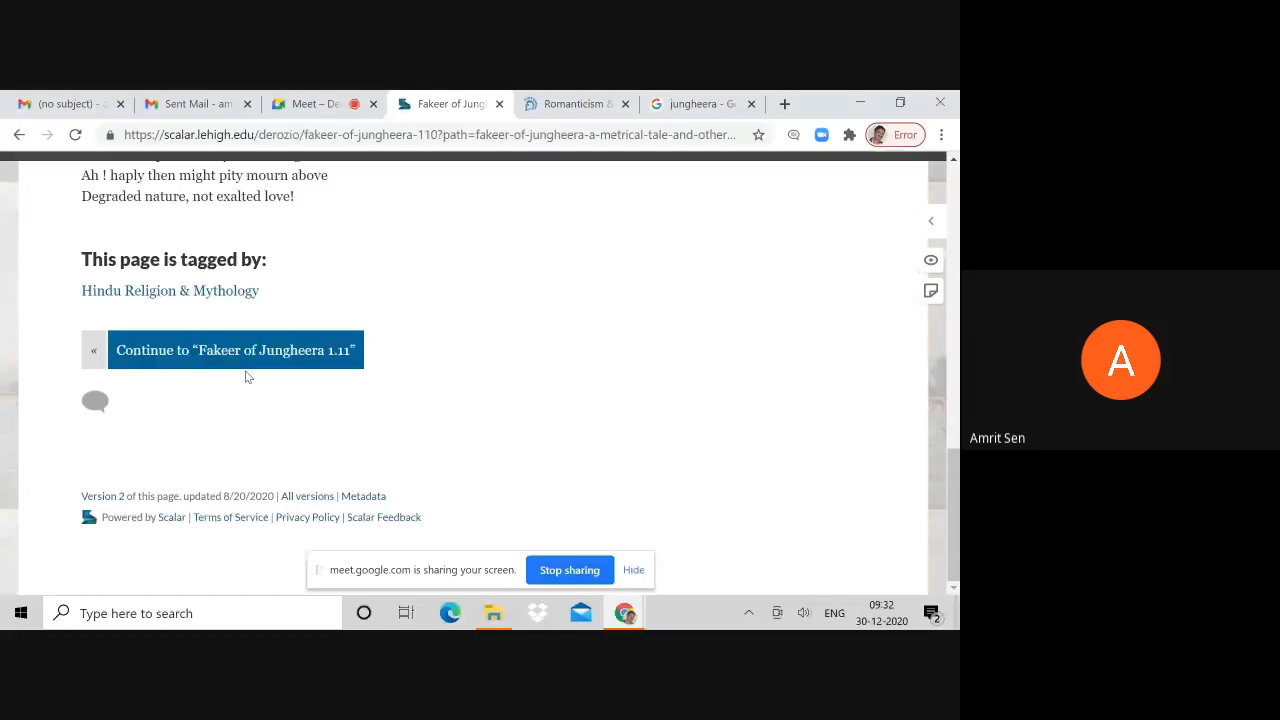 (no subject) - a
Sent Mail - am
Meet – De
Fakeer of Jung
Romanticism &
jungheera - G
https://scalar.lehigh.edu/derozio/fakeer-of-jungheera-110?path=fakeer-of-jungheera-a-metrical-tale-and-other...
Error
Ah ! haply then might pity mourn above
Degraded nature, not exalted love!
This page is tagged by:
Hindu Religion & Mythology
«
Continue to “Fakeer of Jungheera 1.11”
Version 2 of this page, updated 8/20/2020 | All versions | Metadata
Powered by Scalar | Terms of Service | Privacy Policy | Scalar Feedback
meet.google.com is sharing your screen.
Stop sharing
Hide
Type here to search
ENG
09:32
30-12-2020
2
A
Amrit Sen